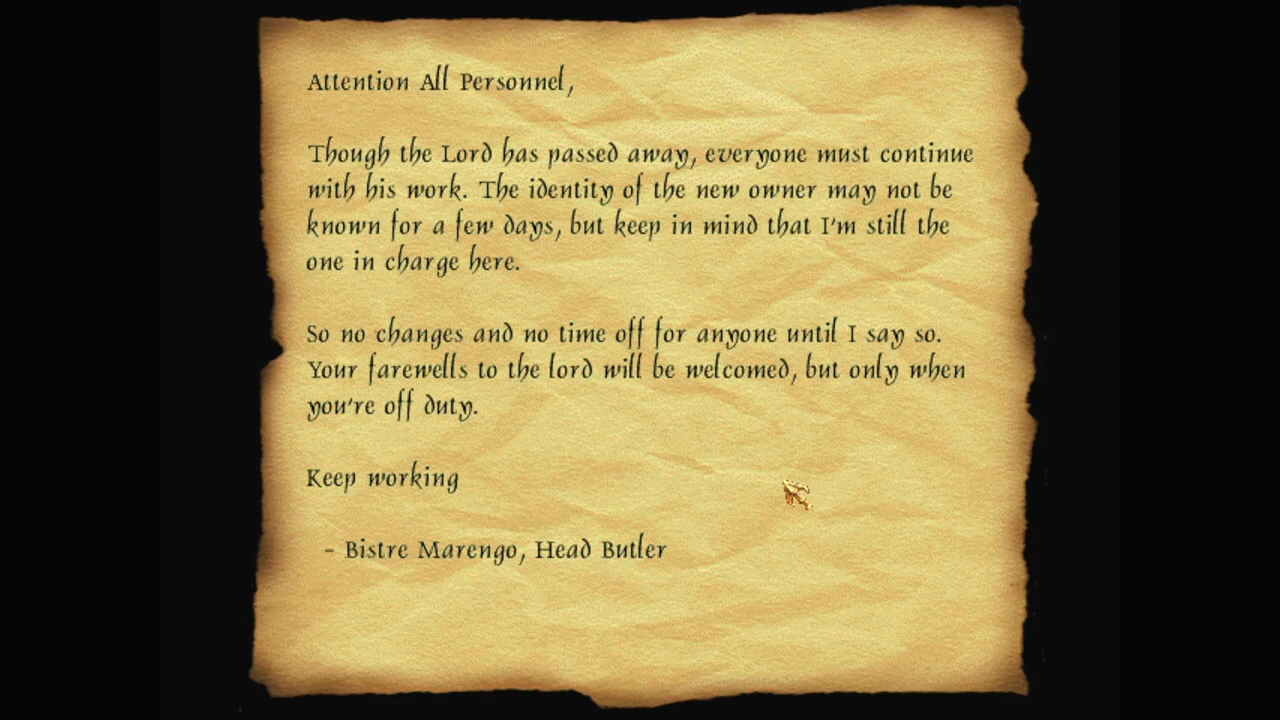 Attention All Personnel,
Though the Lord has passed away, everyone must continue
with his work. The identity of the new owner may not be
known for a few days, but keep in mind that I'm still the
one in charge here.
So no changes and no time off for anyone until I say so.
Your farewells to the lord will be welcomed, but only when
you're off duty.
Keep working
- Bistre Marengo, Head Butler